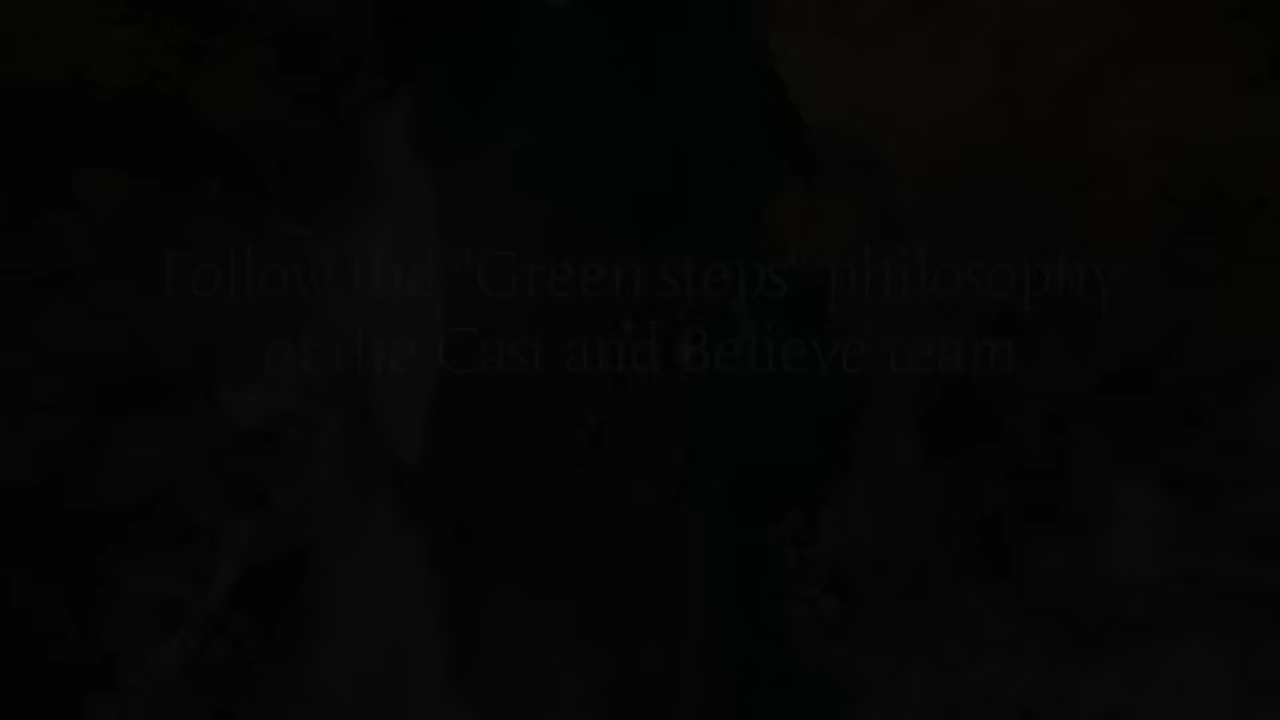 Follow the "Green steps" philosophy
of the Cast and Believe team